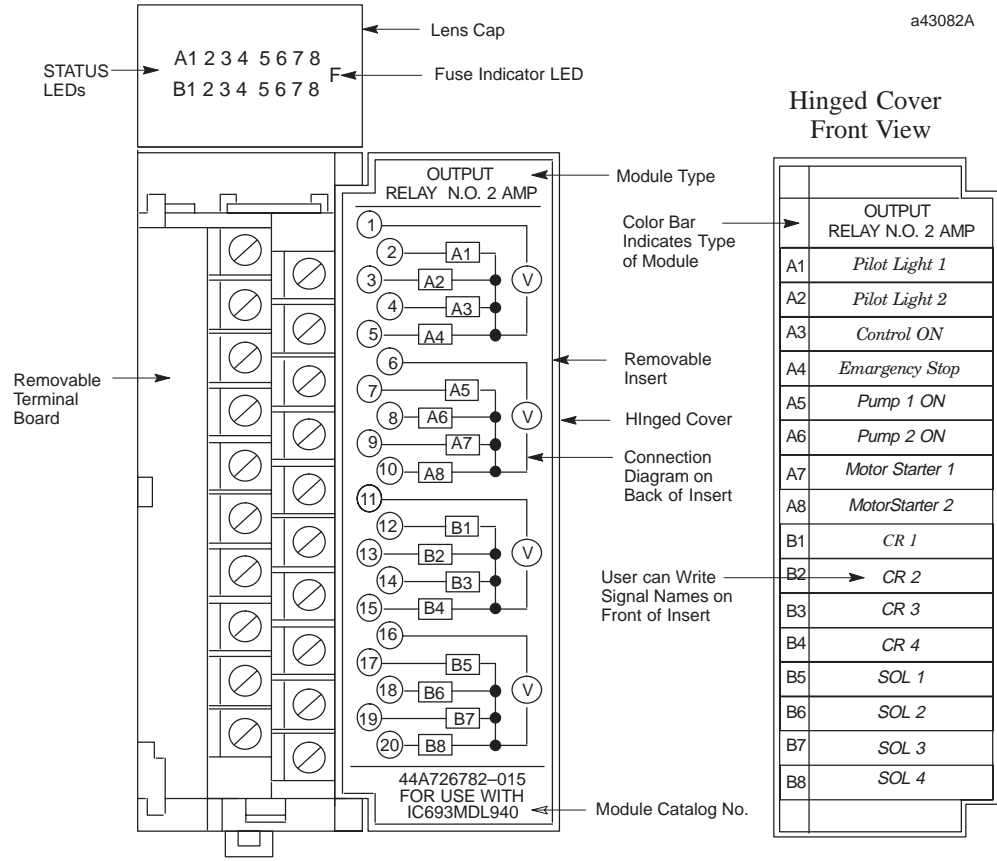 a43082A
Lens Cap
A1 2 3 4 5 6 7 8
F
B1 2 3 4 5 6 7 8
STATUS
LEDs
Fuse Indicator LED
Hinged Cover
Front View
OUTPUT
RELAY N.O. 2 AMP
Module Type
1
2 A1
3 A2
V
4 A3
5 A4
6
7 A5
8 A6
V
9 A7
10 A8
11
12 B1
13 B2
V
14 B3
15 B4
16
17 B5
18 B6
V
19 B7
20 B8
44A726782–015
FOR USE WITH
IC693MDL940
Removable
Terminal
Board
Removable
Insert
HInged Cover
Connection
Diagram on
Back of Insert
Module Catalog No.
Color Bar
Indicates Type
of Module
User can Write
Signal Names on
Front of Insert
OUTPUT
RELAY N.O. 2 AMP
A1 Pilot Light 1
A2 Pilot Light 2
A3 Control ON
A4 Emargency Stop
A5 Pump 1 ON
A6 Pump 2 ON
A7 Motor Starter 1
A8 MotorStarter 2
B1 CR 1
B2 CR 2
B3 CR 3
B4 CR 4
B5 SOL 1
B6 SOL 2
B7 SOL 3
B8 SOL 4